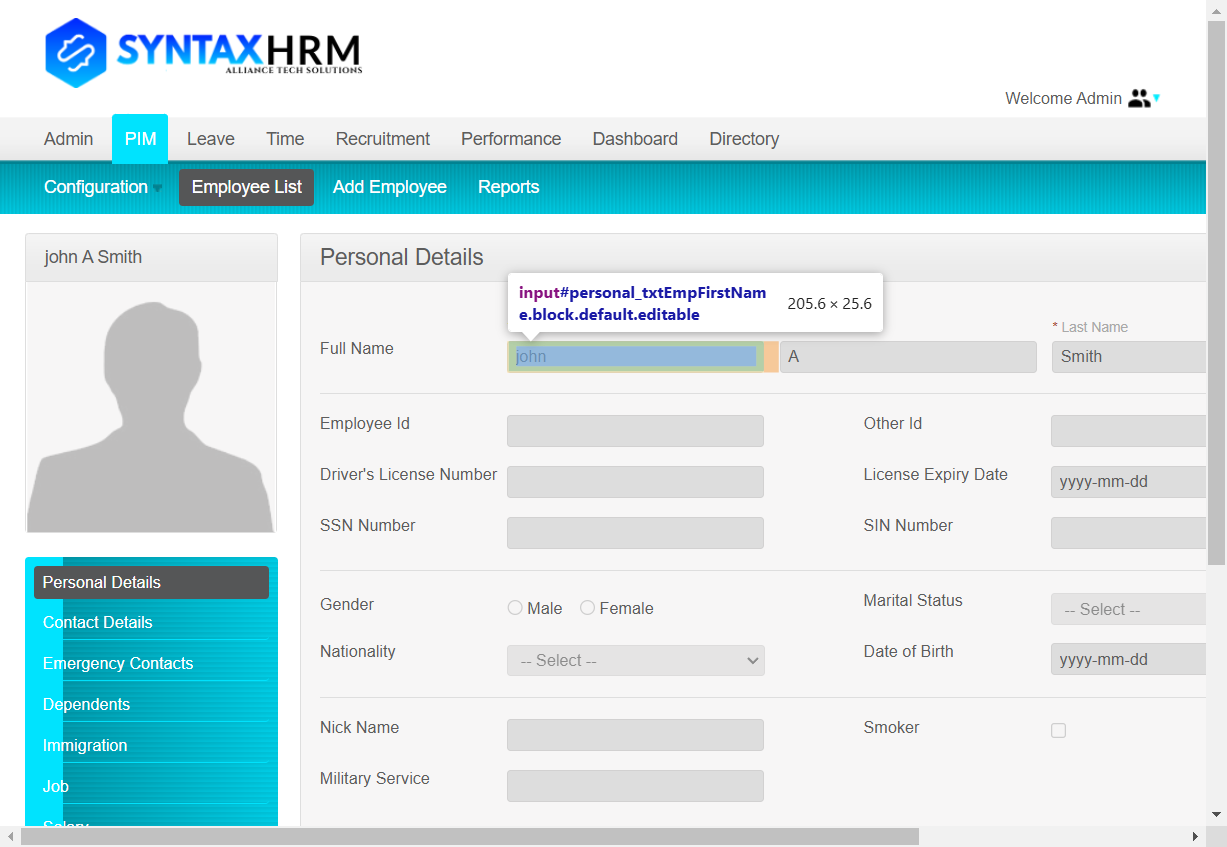 SYNTAXHRM
ALLIANCE TECH SOLUTIONS
Welcome Admin
Admin PIM Leave Time Recruitment Performance Dashboard Directory
Configuration Employee List Add Employee Reports
john A Smith
Personal Details
input#personal_txtEmpFirstNam
e.block.default.editable
205.6 × 25.6
* Last Name
Full Name john A Smith
Employee Id Other Id
Driver's License Number License Expiry Date yyyy-mm-dd
SSN Number SIN Number
Personal Details
Contact Details
Emergency Contacts
Dependents
Immigration
Job
Salary
Gender Male Female Marital Status -- Select --
Nationality -- Select -- Date of Birth yyyy-mm-dd
Nick Name Smoker
Military Service